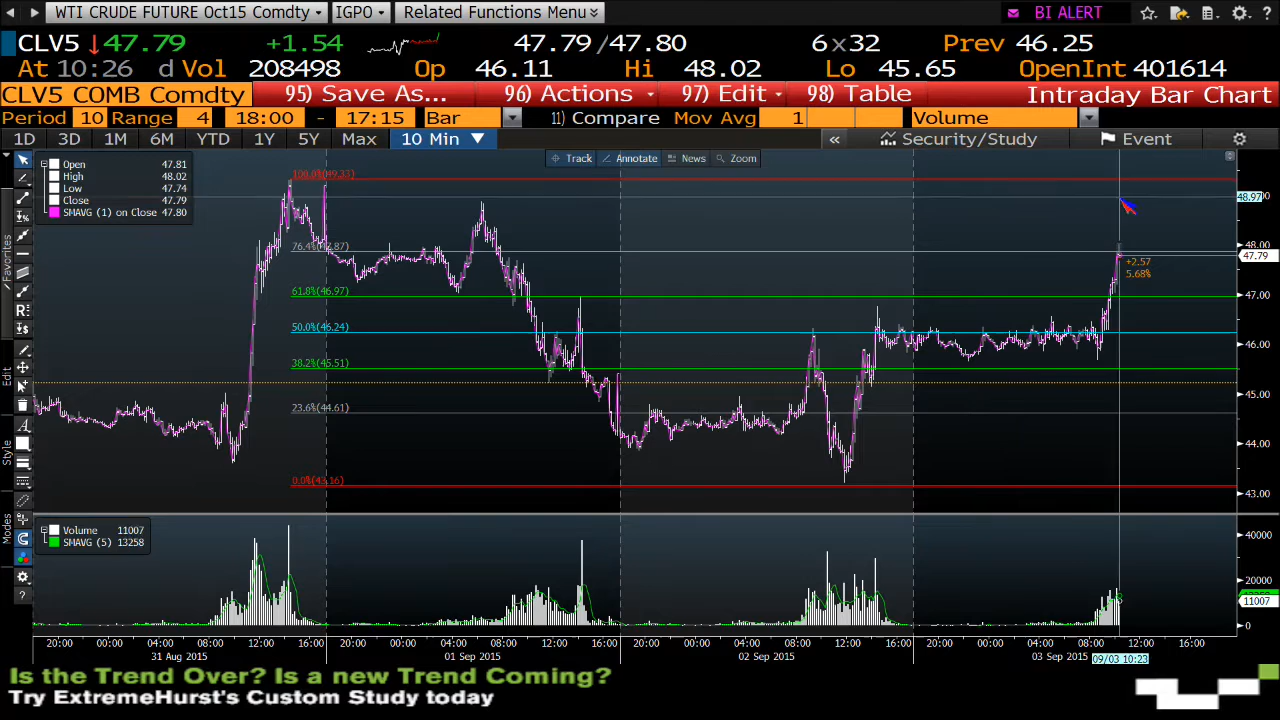 WTI CRUDE FUTURE Oct15 Comdty IGPO Related Functions Menu BI ALERT
CLV5 47.79 +1.54 47.79/47.80 6x32 Prev 46.25
At 10:26 d Vol 208498 Op 46.11 Hi 48.02 Lo 45.65 OpenInt 401614
CLV5 COMB Comdty 95) Save As... 96) Actions 97) Edit 98) Table Intraday Bar Chart
Period 10 Range 4 18:00 - 17:15 Bar 11) Compare Mov Avg 1 Volume
1D 3D 1M 6M YTD 1Y 5Y Max 10 Min « Security/Study Event
Track Annotate News Zoom
Open 47.81
High 48.02
Low 47.74
Close 47.79
SMAVG (1) on Close 47.80
100.0%(49.33)
48.97
76.4%(47.87)
48.00
47.79
+2.57
5.68%
61.8%(46.97)
47.00
50.0%(46.24)
46.00
38.2%(45.51)
45.00
23.6%(44.61)
44.00
0.0%(43.16)
43.00
Favorites
Edit
Style
Modes
Volume 11007
SMAVG (5) 13258
40000
20000
11007
0
20:00 00:00 04:00 08:00 12:00 16:00 20:00 00:00 04:00 08:00 12:00 16:00 20:00 00:00 04:00 08:00 12:00 16:00 20:00 00:00 04:00 08:00 12:00 16:00
31 Aug 2015 01 Sep 2015 02 Sep 2015 03 Sep 2015 09/03 10:23
Is the Trend Over? Is a new Trend Coming?
Try ExtremeHurst's Custom Study today